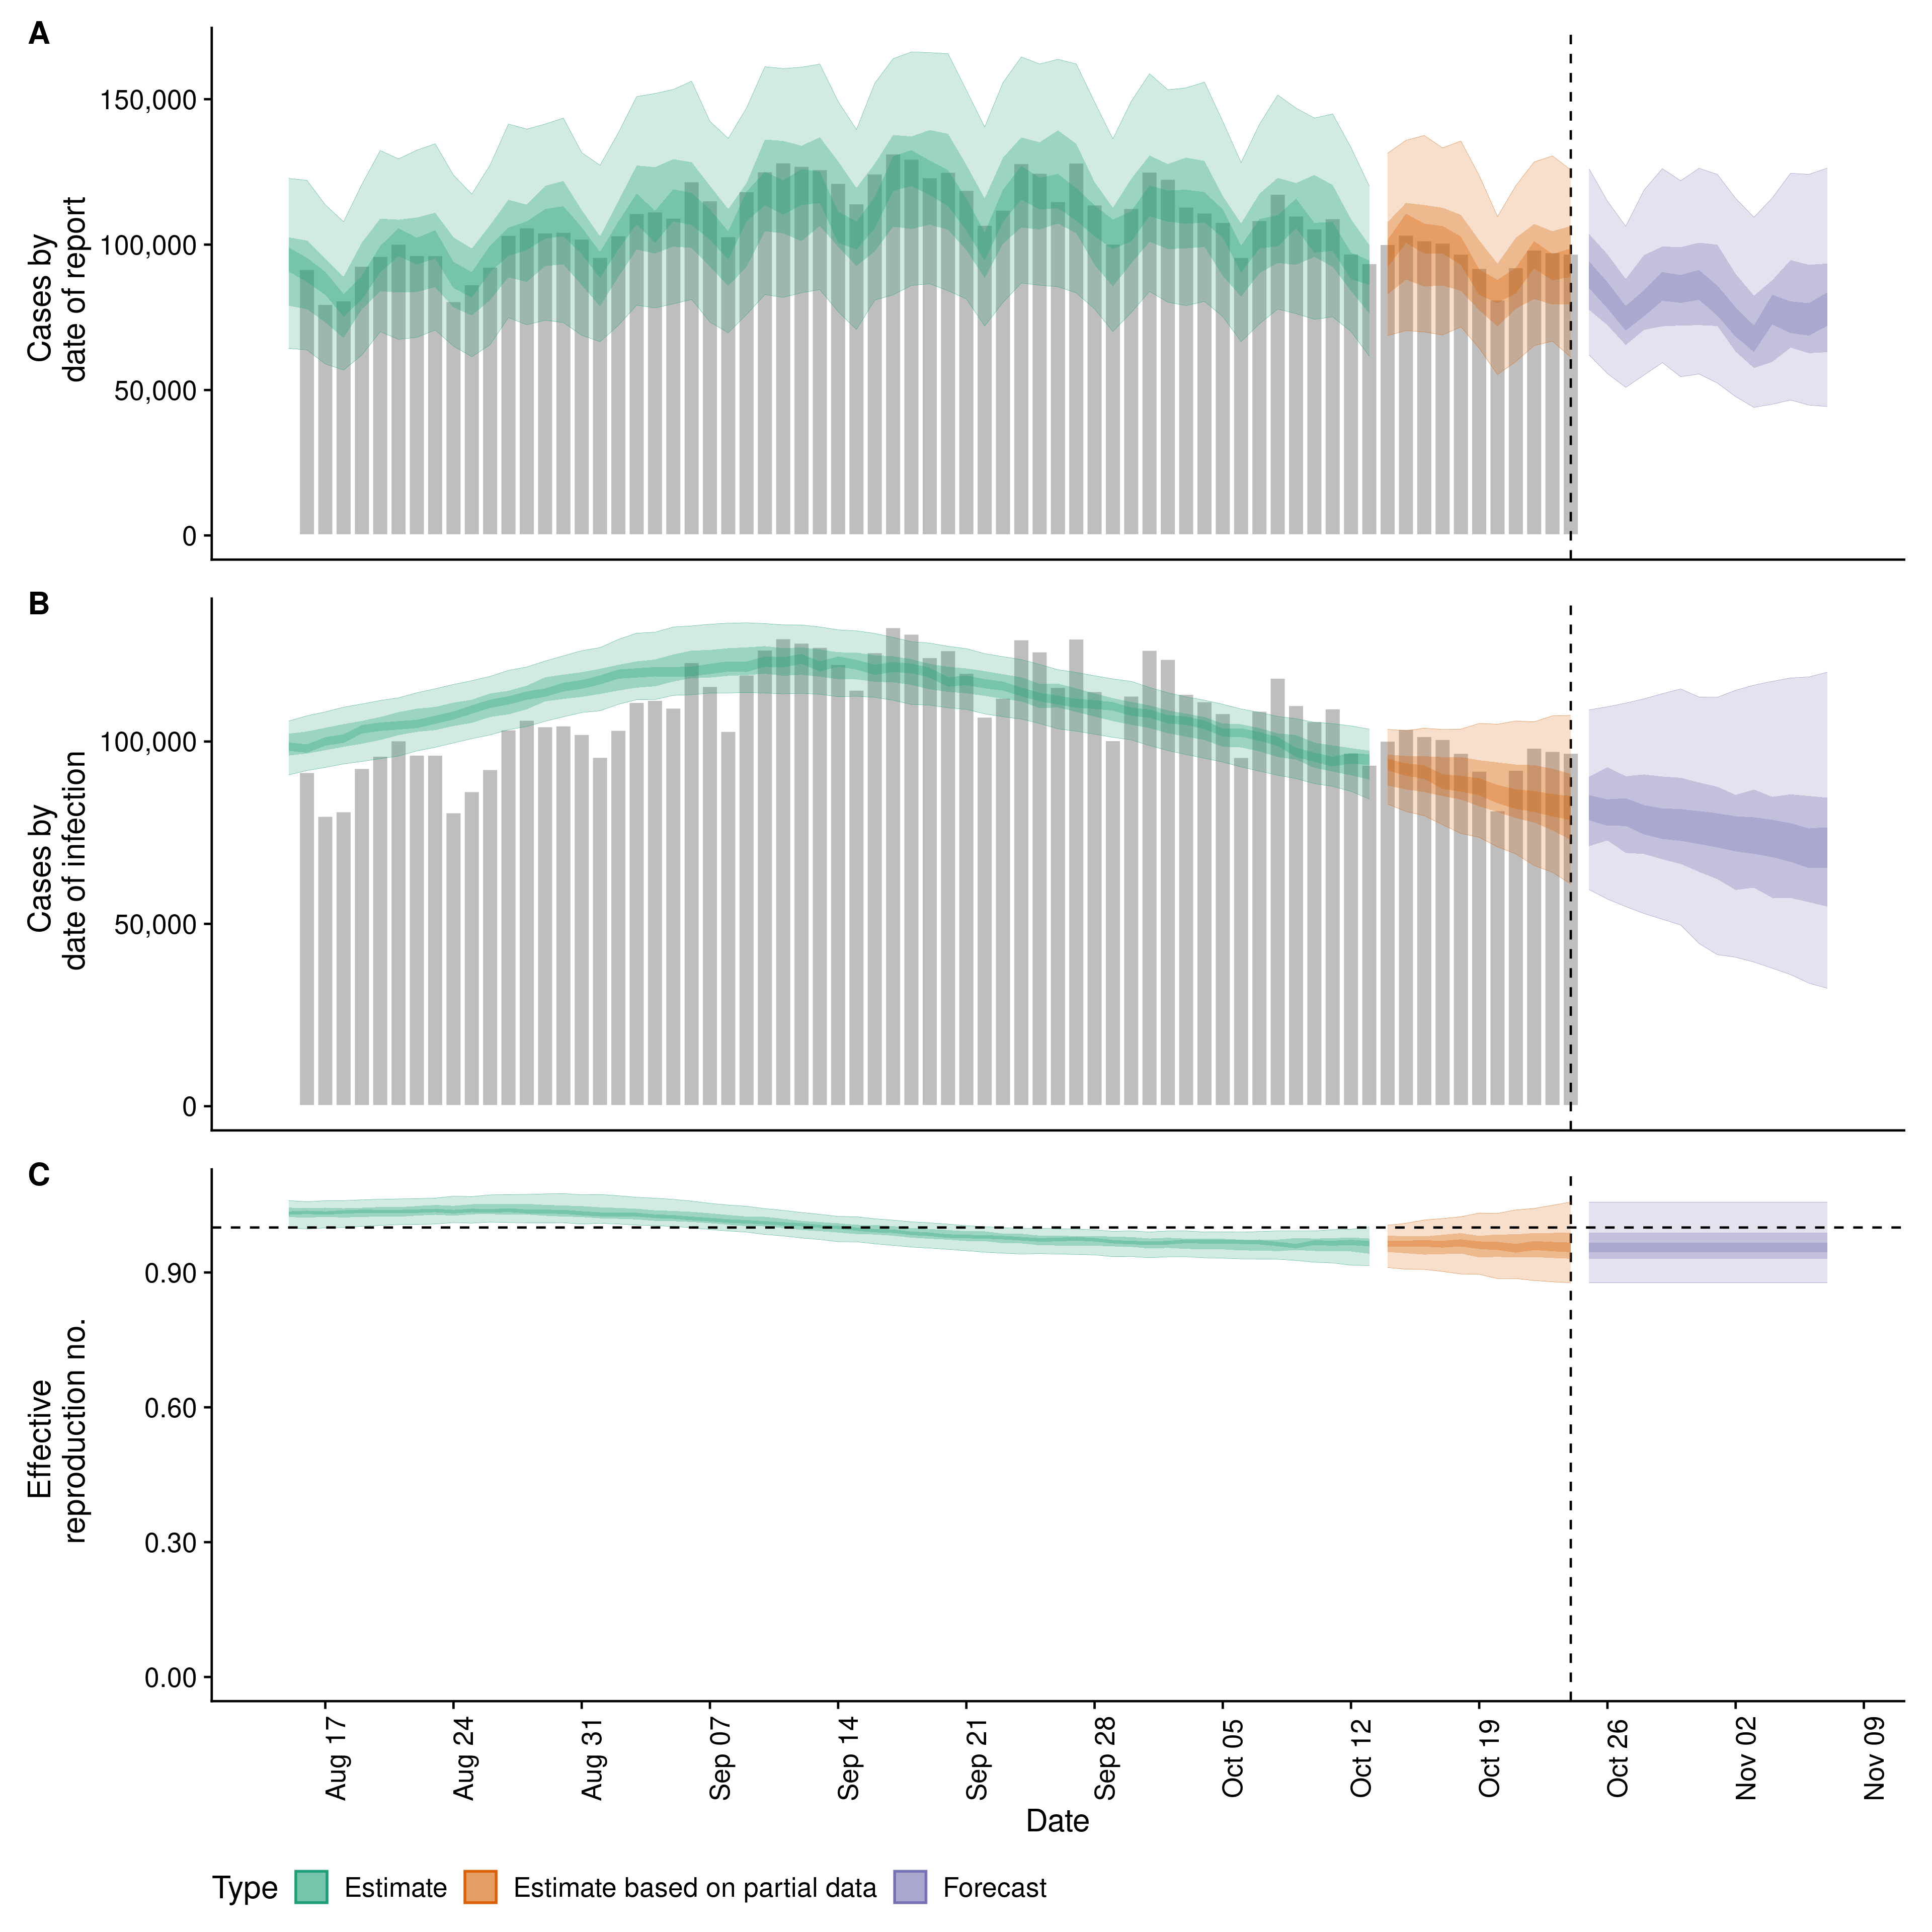 A
Cases by
date of report
150,000
100,000
50,000
0
B
Cases by
date of infection
100,000
50,000
0
C
Effective
reproduction no.
0.90
0.60
0.30
0.00
Aug 17
Aug 24
Aug 31
Sep 07
Sep 14
Sep 21
Sep 28
Oct 05
Oct 12
Oct 19
Oct 26
Nov 02
Nov 09
Date
Type Estimate Estimate based on partial data Forecast